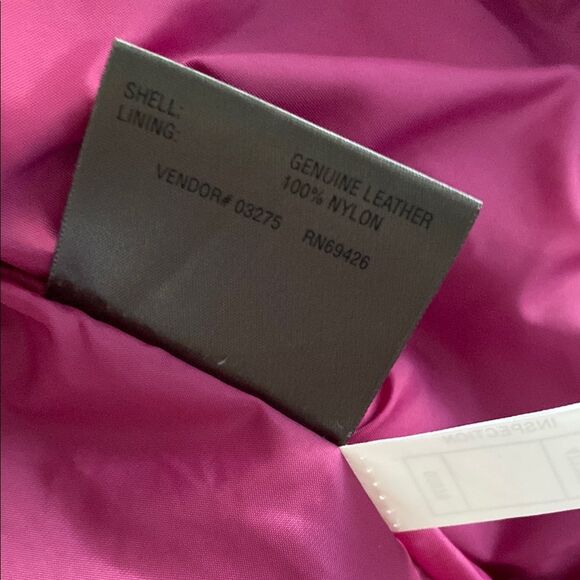 SHELL: GENUINE LEATHER
LINING: 100% NYLON
VENDOR# 03275 RN69426
INSPECTION